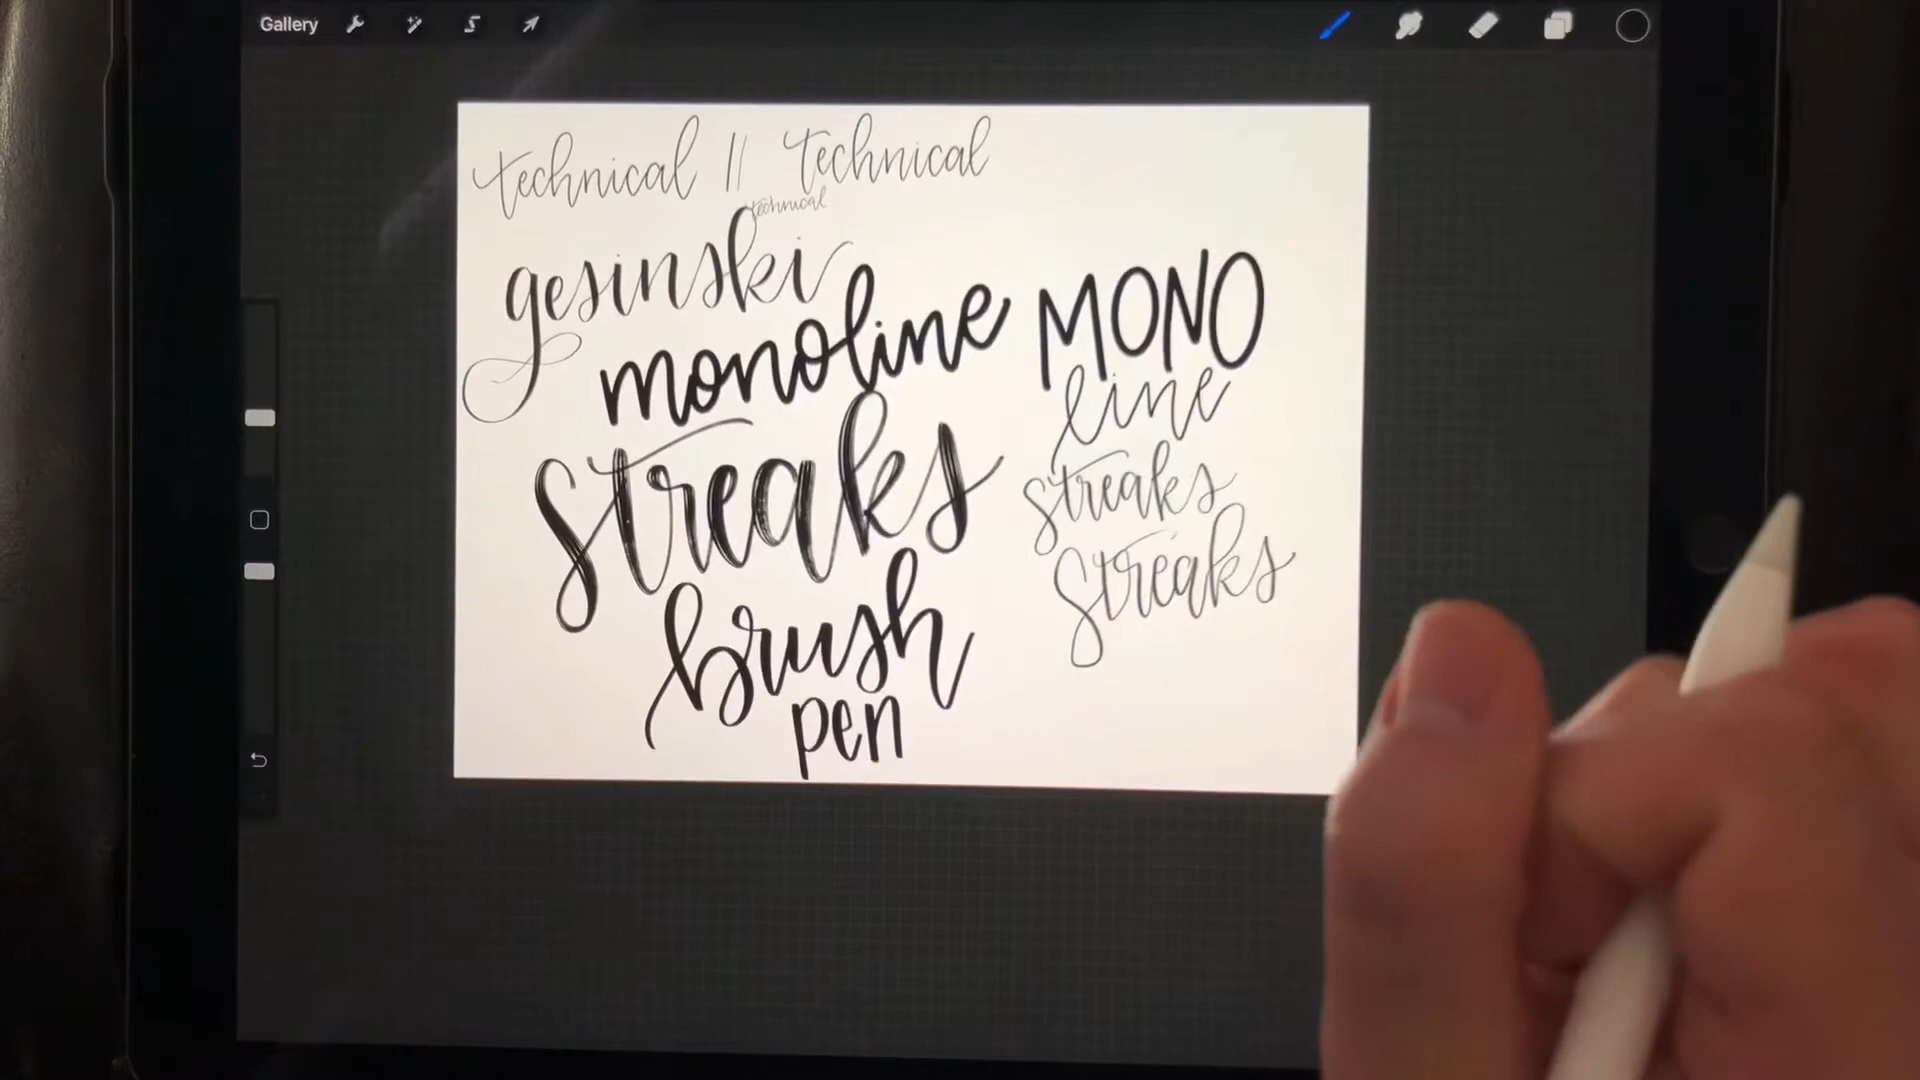 Gallery
technical // technical
technical
gesinski
monoline MONO
line
streaks streaks
streaks
brush
pen